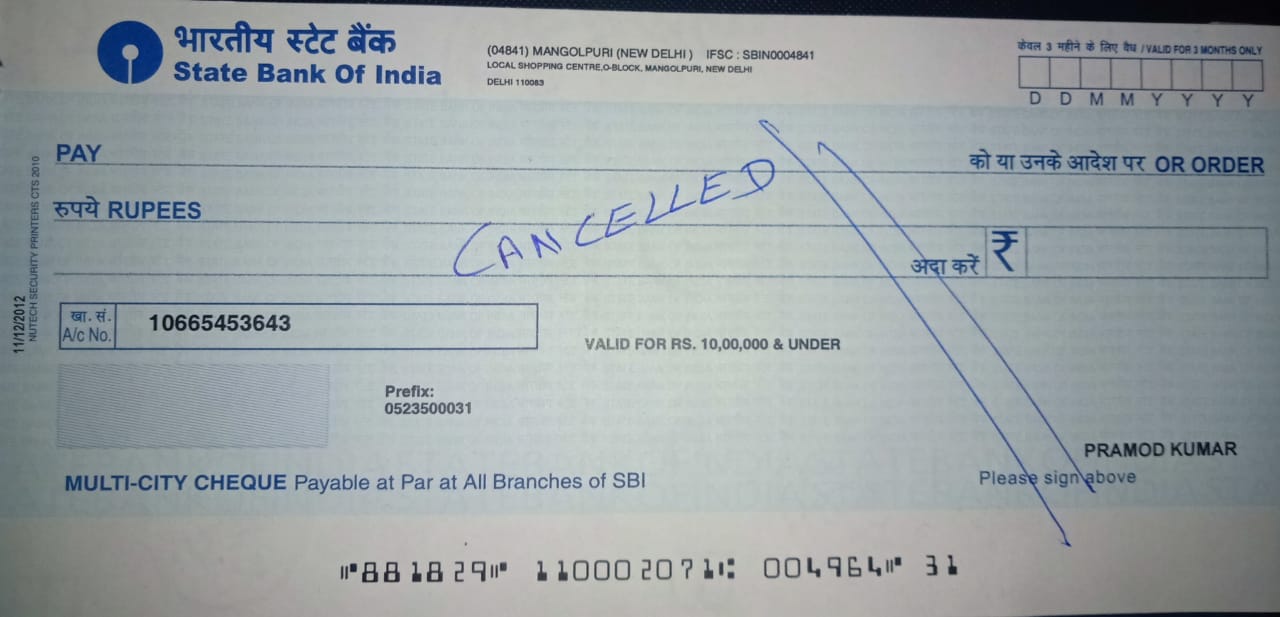 भारतीय स्टेट बैंक
State Bank Of India
(04841) MANGOLPURI (NEW DELHI ) IFSC : SBIN0004841
LOCAL SHOPPING CENTRE,O-BLOCK, MANGOLPURI, NEW DELHI
DELHI 110083
केवल 3 महीने के लिए वैध / VALID FOR 3 MONTHS ONLY
D D M M Y Y Y Y
PAY
को या उनके आदेश पर OR ORDER
रुपये RUPEES
CANCELLED
अदा करें ₹
खा. सं.
A/c No. 10665453643
VALID FOR RS. 10,00,000 & UNDER
Prefix:
0523500031
PRAMOD KUMAR
Please sign above
MULTI-CITY CHEQUE Payable at Par at All Branches of SBI
⑈881829⑈ 110002071⑆ 004964⑈ 31
11/12/2012
NUTECH SECURITY PRINTERS CTS 2010